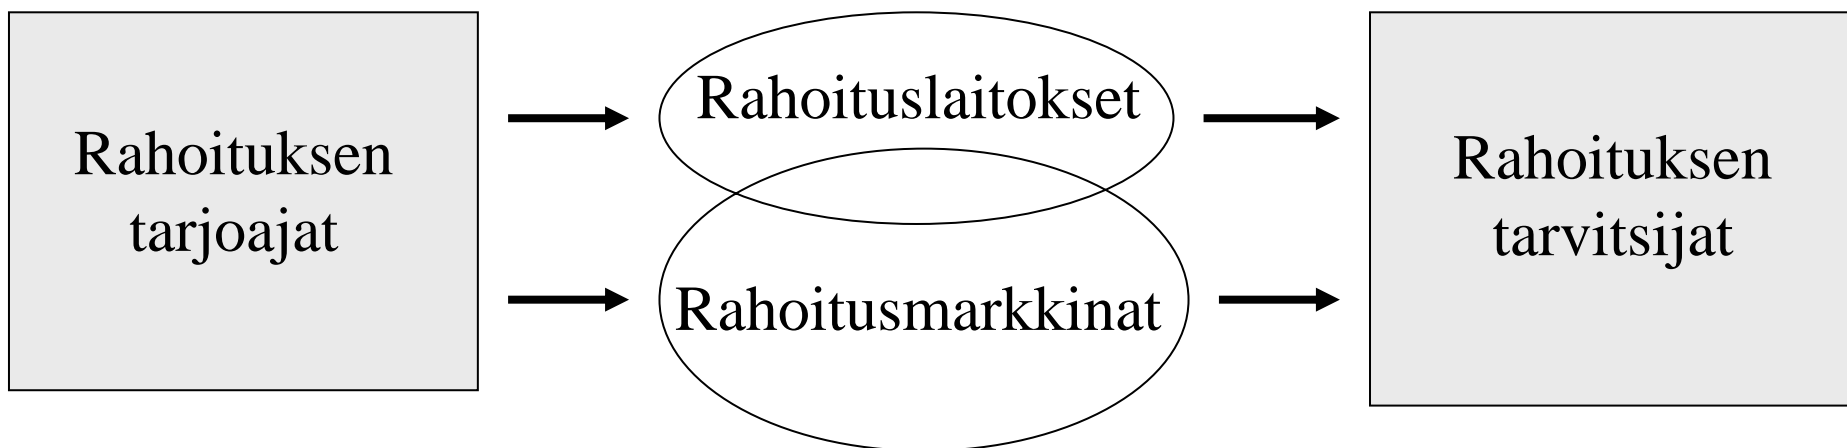 Rahoituksen
tarjoajat
Rahoituslaitokset
Rahoitusmarkkinat
Rahoituksen
tarvitsijat